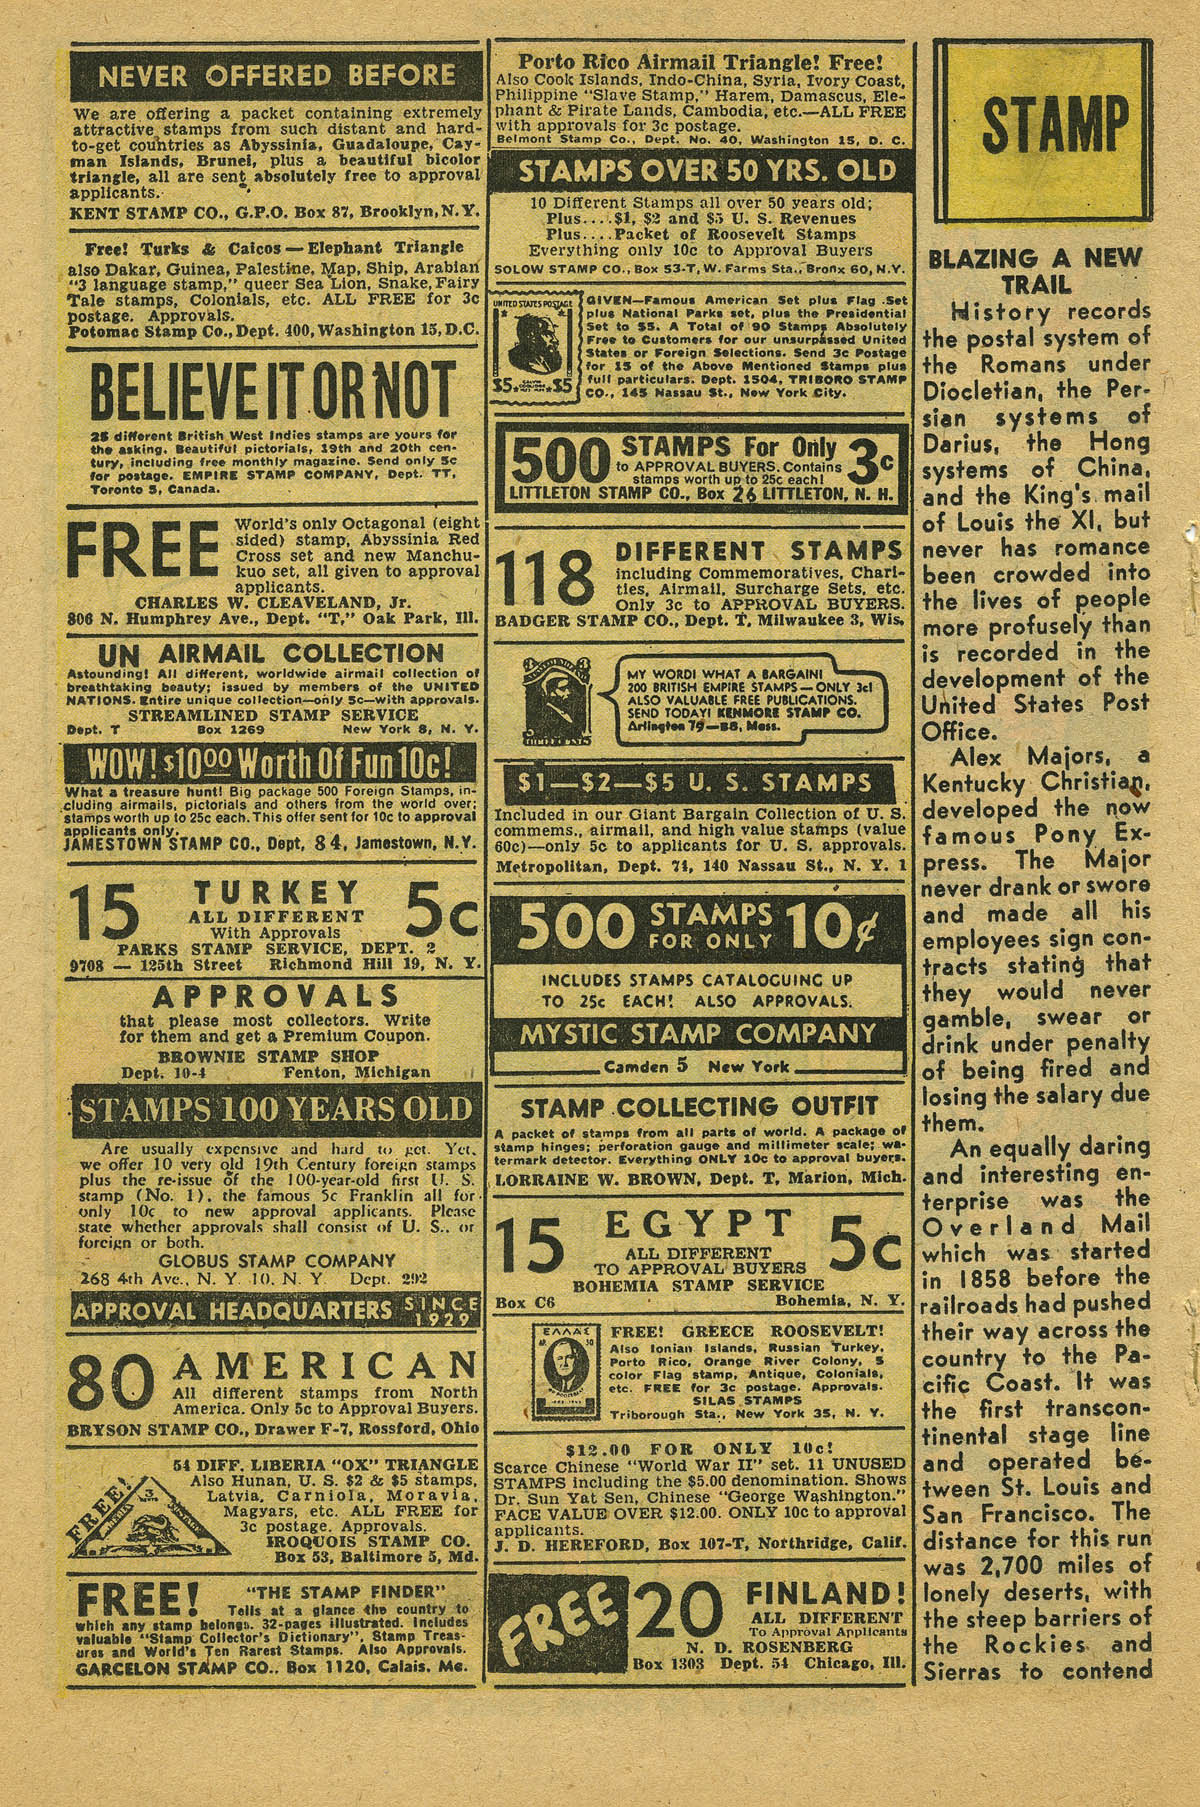 NEVER OFFERED BEFORE
We are offering a packet containing extremely
attractive stamps from such distant and hard-
to-get countries as Abyssinia, Guadaloupe, Cay-
man Islands, Brunei, plus a beautiful bicolor
triangle, all are sent absolutely free to approval
applicants.
KENT STAMP CO., G.P.O. Box 87, Brooklyn, N.Y.
Free! Turks & Caicos — Elephant Triangle
also Dakar, Guinea, Palestine, Map, Ship, Arabian
"3 language stamp," queer Sea Lion, Snake, Fairy
Tale stamps, Colonials, etc. ALL FREE for 3c
postage. Approvals.
Potomac Stamp Co., Dept. 400, Washington 15, D.C.
BELIEVE IT OR NOT
25 different British West Indies stamps are yours for
the asking. Beautiful pictorials, 19th and 20th cen-
tury, including free monthly magazine. Send only 5c
for postage. EMPIRE STAMP COMPANY, Dept. TT,
Toronto 5, Canada.
FREE
World's only Octagonal (eight
sided) stamp, Abyssinia Red
Cross set and new Manchu-
kuo set, all given to approval
applicants.
CHARLES W. CLEAVELAND, Jr.
806 N. Humphrey Ave., Dept. "T," Oak Park, Ill.
UN AIRMAIL COLLECTION
Astounding! All different, worldwide airmail collection of
breathtaking beauty; issued by members of the UNITED
NATIONS. Entire unique collection—only 5c—with approvals.
STREAMLINED STAMP SERVICE
Dept. T Box 1269 New York 8, N. Y.
WOW! $10.00 Worth Of Fun 10c!
What a treasure hunt! Big package 500 Foreign Stamps, in-
cluding airmails, pictorials and others from the world over;
stamps worth up to 25c each. This offer sent for 10c to approval
applicants only.
JAMESTOWN STAMP CO., Dept, 84, Jamestown, N.Y.
15 TURKEY 5c
ALL DIFFERENT
With Approvals
PARKS STAMP SERVICE, DEPT. 2
9708 — 125th Street Richmond Hill 19, N. Y.
APPROVALS
that please most collectors. Write
for them and get a Premium Coupon.
BROWNIE STAMP SHOP
Dept. 10-4 Fenton, Michigan
STAMPS 100 YEARS OLD
Are usually expensive and hard to get. Yet,
we offer 10 very old 19th Century foreign stamps
plus the re-issue of the 100-year-old first U. S.
stamp (No. 1), the famous 5c Franklin all for
only 10c to new approval applicants. Please
state whether approvals shall consist of U. S., or
foreign or both.
GLOBUS STAMP COMPANY
268 4th Ave., N. Y. 10, N. Y. Dept. 292
APPROVAL HEADQUARTERS SINCE 1929
80 AMERICAN
All different stamps from North
America. Only 5c to Approval Buyers.
BRYSON STAMP CO., Drawer F-7, Rossford, Ohio
FREE!
54 DIFF. LIBERIA "OX" TRIANGLE
Also Hunan, U. S. $2 & $5 stamps,
Latvia, Carniola, Moravia,
Magyars, etc. ALL FREE for
3c postage. Approvals.
IROQUOIS STAMP CO.
Box 53, Baltimore 5, Md.
FREE! "THE STAMP FINDER"
Tells at a glance the country to
which any stamp belongs. 32-pages illustrated. Includes
valuable "Stamp Collector's Dictionary", Stamp Treas-
ures and World's Ten Rarest Stamps. Also Approvals.
GARCELON STAMP CO., Box 1120, Calais, Me.
Porto Rico Airmail Triangle! Free!
Also Cook Islands, Indo-China, Syria, Ivory Coast,
Philippine "Slave Stamp," Harem, Damascus, Ele-
phant & Pirate Lands, Cambodia, etc.—ALL FREE
with approvals for 3c postage.
Belmont Stamp Co., Dept. No. 40, Washington 15, D. C.
STAMPS OVER 50 YRS. OLD
10 Different Stamps all over 50 years old;
Plus....$1, $2 and $5 U. S. Revenues
Plus....Packet of Roosevelt Stamps
Everything only 10c to Approval Buyers
SOLOW STAMP CO., Box 53-T, W. Farms Sta., Bronx 60, N.Y.
UNITED STATES POSTAGE
$5 $5
GIVEN—Famous American Set plus Flag Set
plus National Parks set, plus the Presidential
Set to $5. A Total of 90 Stamps Absolutely
Free to Customers for our unsurpassed United
States or Foreign Selections. Send 3c Postage
for 15 of the Above Mentioned Stamps plus
full particulars. Dept. 1504, TRIBORO STAMP
CO., 145 Nassau St., New York City.
500 STAMPS For Only 3c
to APPROVAL BUYERS. Contains
stamps worth up to 25c each!
LITTLETON STAMP CO., Box 26 LITTLETON, N. H.
118 DIFFERENT STAMPS
including Commemoratives, Chari-
ties, Airmail, Surcharge Sets, etc.
Only 3c to APPROVAL BUYERS.
BADGER STAMP CO., Dept. T, Milwaukee 3, Wis.
THREE CENTS
MY WORD! WHAT A BARGAIN!
200 BRITISH EMPIRE STAMPS—ONLY 3c!
ALSO VALUABLE FREE PUBLICATIONS.
SEND TODAY! KENMORE STAMP CO.
Arlington 79—B8, Mass.
$1—$2—$5 U. S. STAMPS
Included in our Giant Bargain Collection of U. S.
commems., airmail, and high value stamps (value
60c)—only 5c to applicants for U. S. approvals.
Metropolitan, Dept. 74, 140 Nassau St., N. Y. 1
500 STAMPS FOR ONLY 10¢
INCLUDES STAMPS CATALOGUING UP
TO 25c EACH! ALSO APPROVALS.
MYSTIC STAMP COMPANY
Camden 5 New York
STAMP COLLECTING OUTFIT
A packet of stamps from all parts of world. A package of
stamp hinges; perforation gauge and millimeter scale; wa-
termark detector. Everything ONLY 10c to approval buyers.
LORRAINE W. BROWN, Dept. T, Marion, Mich.
15 EGYPT 5c
ALL DIFFERENT
TO APPROVAL BUYERS
BOHEMIA STAMP SERVICE
Box C6 Bohemia, N. Y.
ΕΛΛΑΣ
FREE! GREECE ROOSEVELT!
Also Ionian Islands, Russian Turkey,
Porto Rico, Orange River Colony, 5
color Flag stamp, Antique, Colonials,
etc. FREE for 3c postage. Approvals.
SILAS STAMPS
Triborough Sta., New York 35, N. Y.
$12.00 FOR ONLY 10c!
Scarce Chinese "World War II" set. 11 UNUSED
STAMPS including the $5.00 denomination. Shows
Dr. Sun Yat Sen, Chinese "George Washington."
FACE VALUE OVER $12.00. ONLY 10c to approval
applicants.
J. D. HEREFORD, Box 107-T, Northridge, Calif.
FREE 20 FINLAND!
ALL DIFFERENT
To Approval Applicants
N. D. ROSENBERG
Box 1303 Dept. 54 Chicago, Ill.
STAMP
BLAZING A NEW
TRAIL
History records
the postal system of
the Romans under
Diocletian, the Per-
sian systems of
Darius, the Hong
systems of China,
and the King's mail
of Louis the XI, but
never has romance
been crowded into
the lives of people
more profusely than
is recorded in the
development of the
United States Post
Office.
Alex Majors, a
Kentucky Christian,
developed the now
famous Pony Ex-
press. The Major
never drank or swore
and made all his
employees sign con-
tracts stating that
they would never
gamble, swear or
drink under penalty
of being fired and
losing the salary due
them.
An equally daring
and interesting en-
terprise was the
Overland Mail
which was started
in 1858 before the
railroads had pushed
their way across the
country to the Pa-
cific Coast. It was
the first transcon-
tinental stage line
and operated be-
tween St. Louis and
San Francisco. The
distance for this run
was 2,700 miles of
lonely deserts, with
the steep barriers of
the Rockies and
Sierras to contend